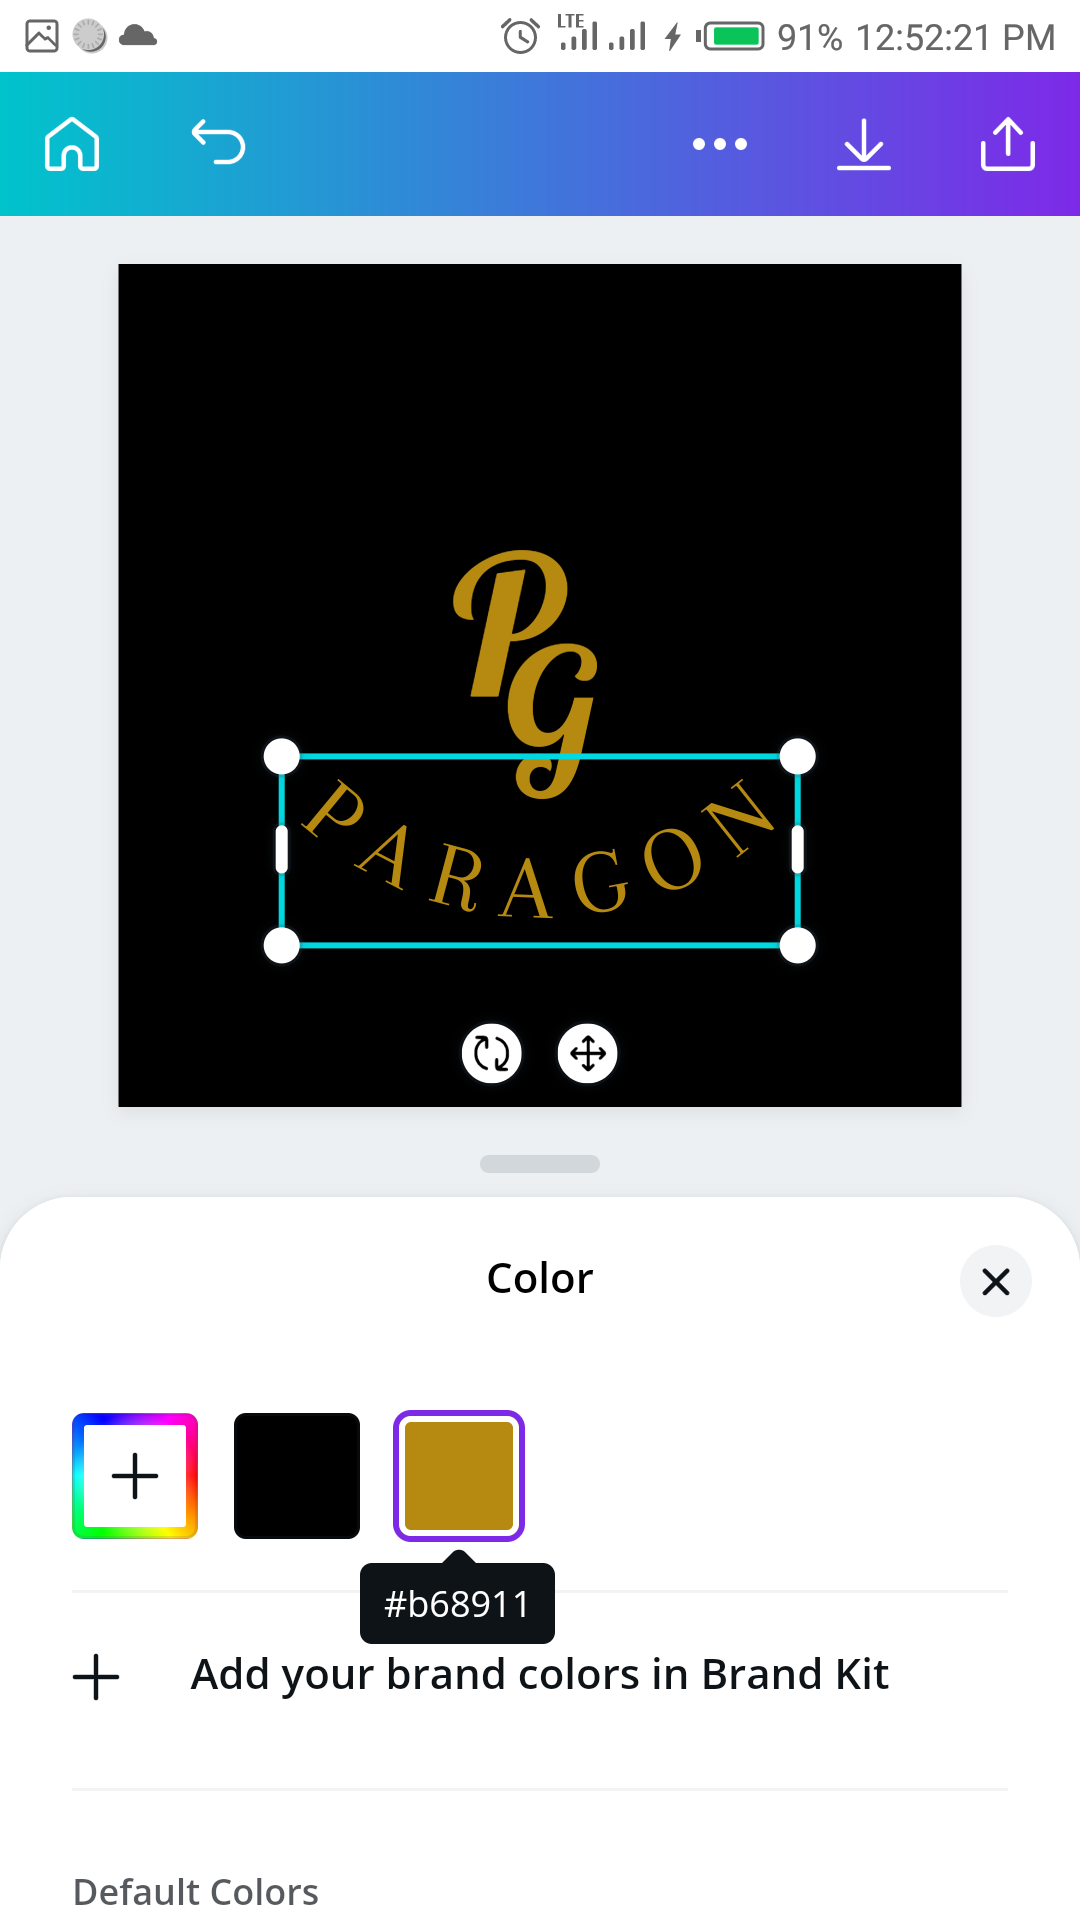 LTE 91% 12:52:21 PM
PG
PARAGON
Color
#b68911
Add your brand colors in Brand Kit
Default Colors